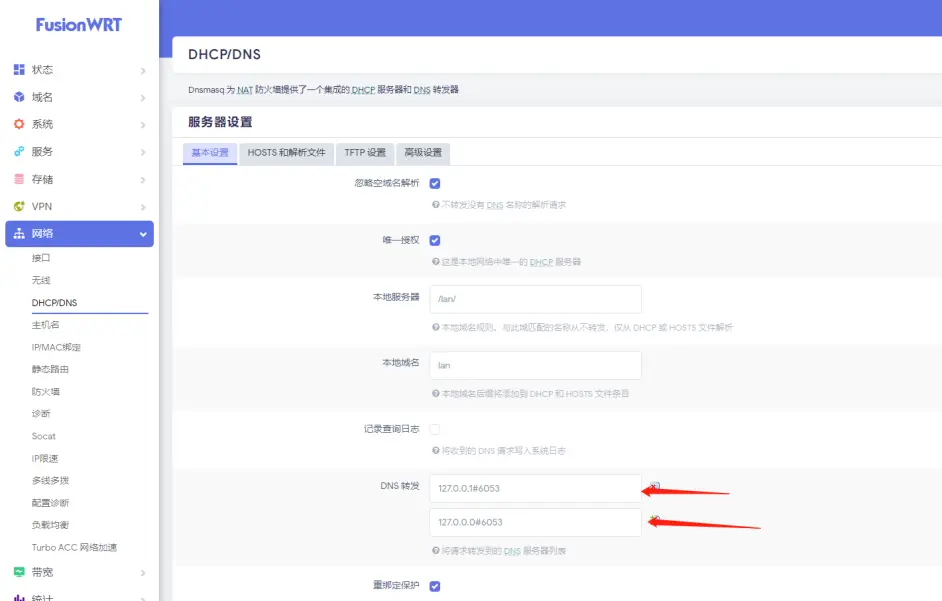 FusionWRT
状态
域名
系统
服务
存储
VPN
网络
接口
无线
DHCP/DNS
主机名
IP/MAC绑定
静态路由
防火墙
诊断
Socat
IP限速
多线多拨
配置诊断
负载均衡
Turbo ACC 网络加速
带宽
统计
DHCP/DNS
Dnsmasq 为 NAT 防火墙提供了一个集成的 DHCP 服务器和 DNS 转发器
服务器设置
基本设置 HOSTS 和解析文件 TFTP 设置 高级设置
忽略空域名解析
不转发没有 DNS 名称的解析请求
唯一授权
这是本地网络中唯一的 DHCP 服务器
本地服务器 /lan/
本地域名规则。与此域匹配的名称从不转发，仅从 DHCP 或 HOSTS 文件解析
本地域名 lan
本地域名后缀将添加到 DHCP 和 HOSTS 文件条目
记录查询日志
将收到的 DNS 请求写入系统日志
DNS 转发 127.0.0.1#6053
127.0.0.0#6053
将请求转发到的 DNS 服务器列表
重绑定保护